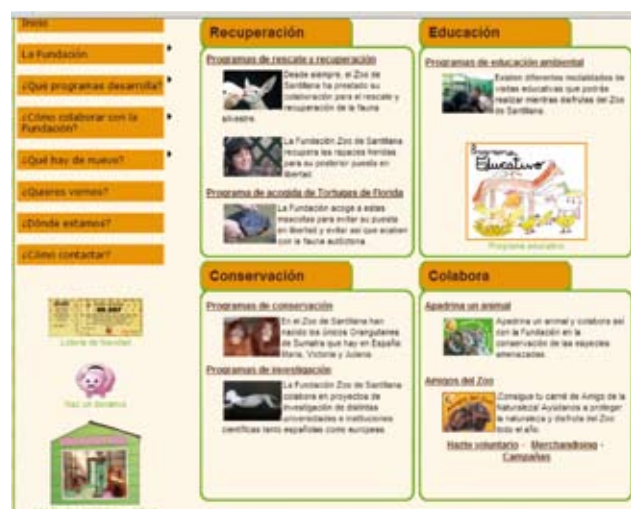 Inicio
La Fundación
¿Qué programas desarrolla?
¿Cómo colaborar con la
Fundación?
¿Qué hay de nuevo?
¿Quieres vernos?
¿Dónde estamos?
¿Cómo contactar?
Lotería de Navidad
Haz un donativo
Recuperación
Programas de rescate y recuperación
Desde siempre, el Zoo de
Santillana ha prestado su
colaboración para el rescate y
recuperación de la fauna
silvestre.
La Fundación Zoo de Santillana
recupera las rapaces heridas
para su posterior puesta en
libertad.
Programa de acogida de Tortugas de Florida
La Fundación acoge a estas
mascotas para evitar su puesta
en libertad y evitar así que acaben
con la fauna autóctona.
Educación
Programas de educación ambiental
Existen diferentes modalidades de
visitas educativas que podrás
realizar mientras disfrutas del Zoo
de Santillana.
Programa
Educativo
Programa educativo
Conservación
Programas de conservación
En el Zoo de Santillana han
nacido los únicos Orangutanes
de Sumatra que hay en España:
María, Victoria y Juliana.
Programas de investigación
La Fundación Zoo de Santillana
colabora en proyectos de
investigación de distintas
universidades e instituciones
científicas tanto españolas como europeas.
Colabora
Apadrina un animal
Apadrina un animal y colabora así
con la Fundación en la
conservación de las especies
amenazadas.
Amigos del Zoo
¡Consigue tu carné de Amigo de la
Naturaleza! Ayúdanos a proteger
la naturaleza y disfruta del Zoo
todo el año.
Hazte voluntario - Merchandising -
Campañas